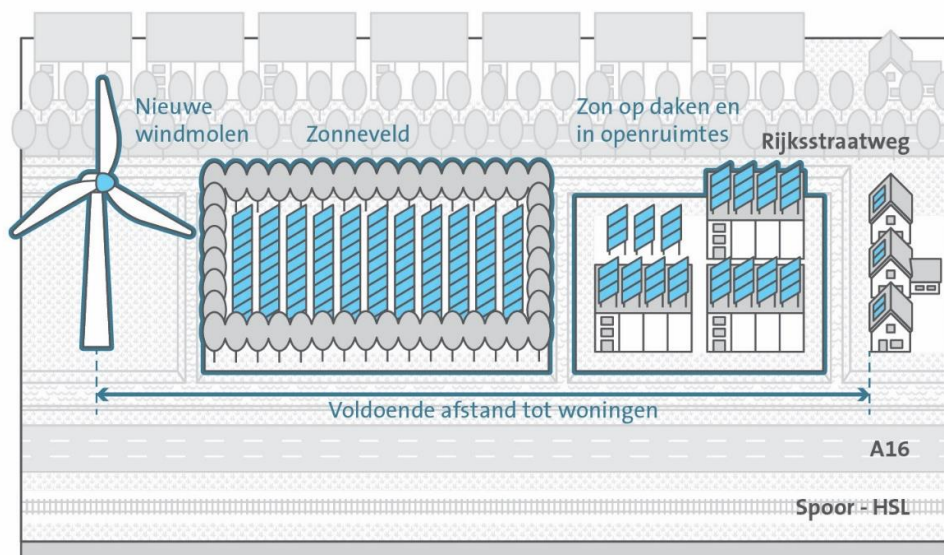 Nieuwe
windmolen
Zonneveld
Zon op daken en
in openruimtes
Rijksstraatweg
Voldoende afstand tot woningen
A16
Spoor - HSL